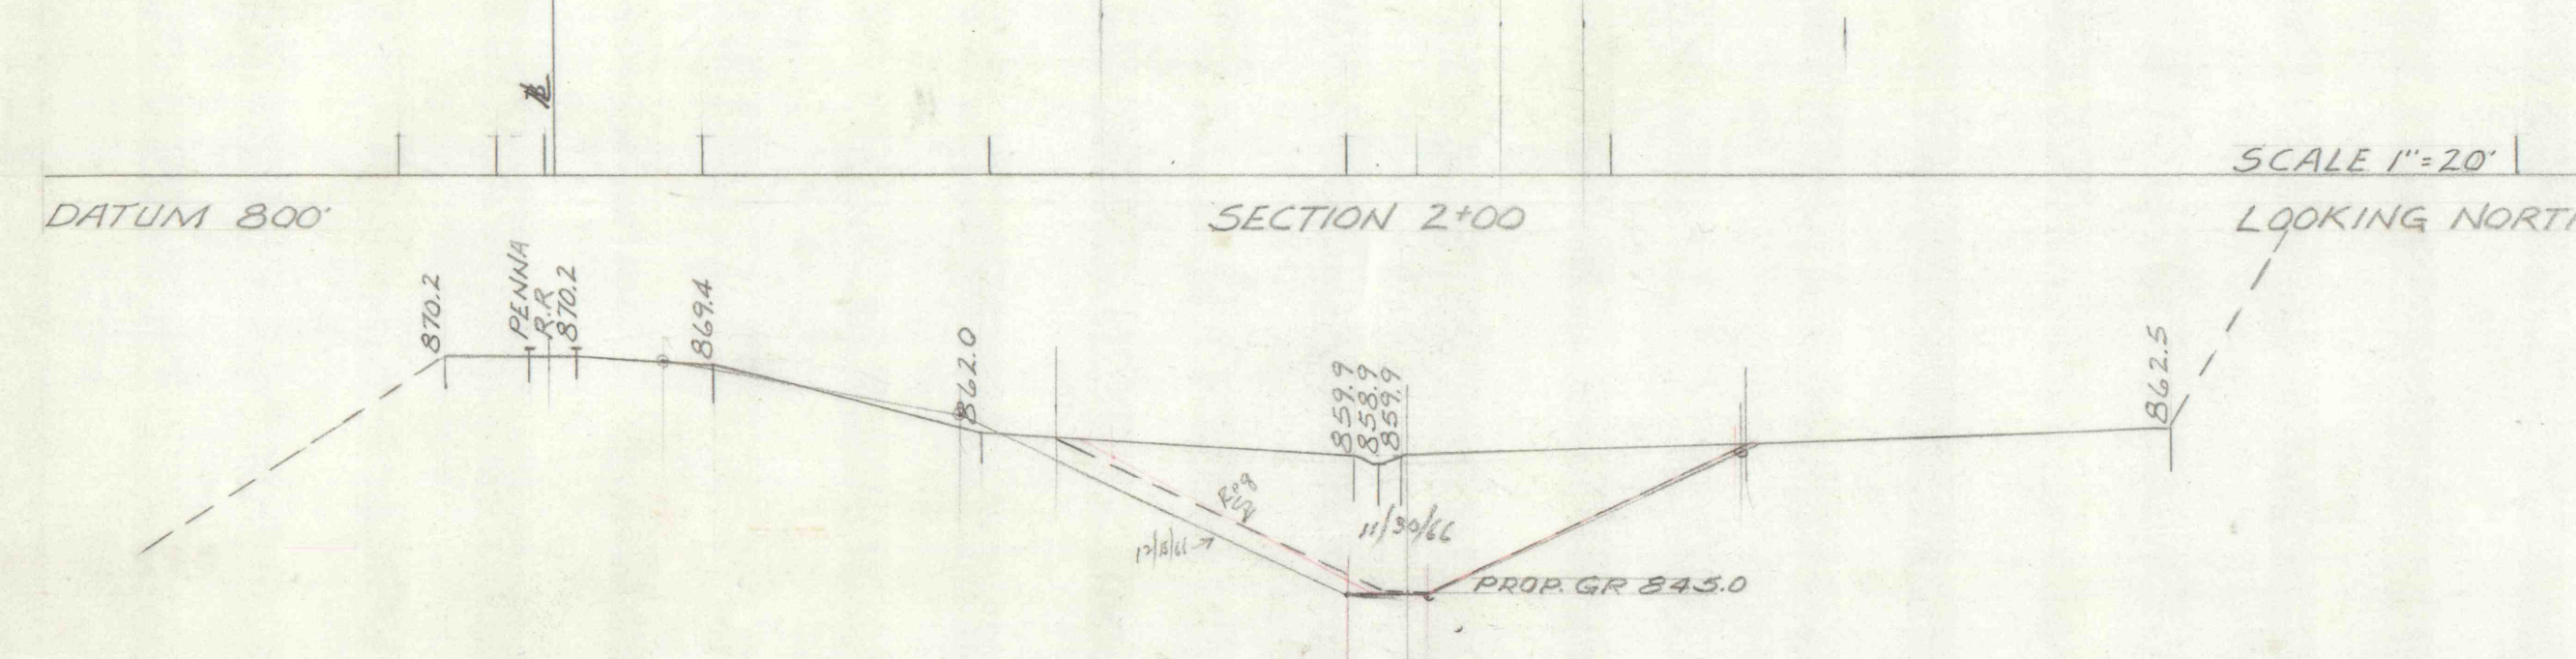 SCALE 1"=20'
DATUM 800'
SECTION 2+00
LOOKING NORTH
870.2
PENNA
R.R
870.2
869.4
862.0
859.9
858.9
859.9
862.5
11/30/66
PROP. GR 845.0